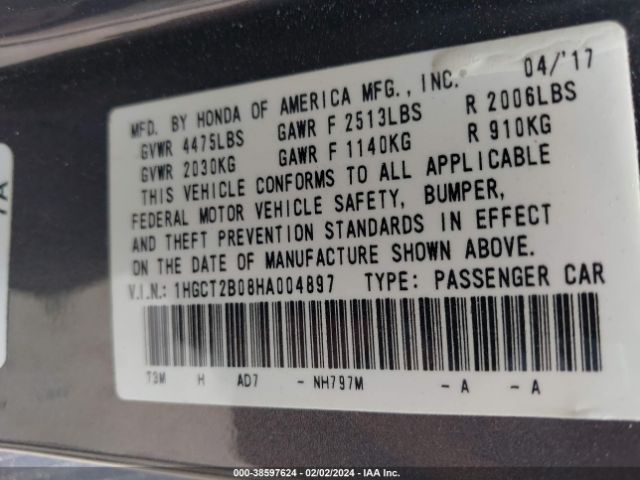 MFD. BY HONDA OF AMERICA MFG., INC. 04/'17
GVWR 4475LBS GAWR F 2513LBS R 2006LBS
GVWR 2030KG GAWR F 1140KG R 910KG
THIS VEHICLE CONFORMS TO ALL APPLICABLE
FEDERAL MOTOR VEHICLE SAFETY, BUMPER,
AND THEFT PREVENTION STANDARDS IN EFFECT
ON THE DATE OF MANUFACTURE SHOWN ABOVE.
V.I.N.: 1HGCT2B08HA004897 TYPE: PASSENGER CAR
T3M H AD7 - NH797M - A - A
000-38597624 - 02/02/2024 - IAA Inc.